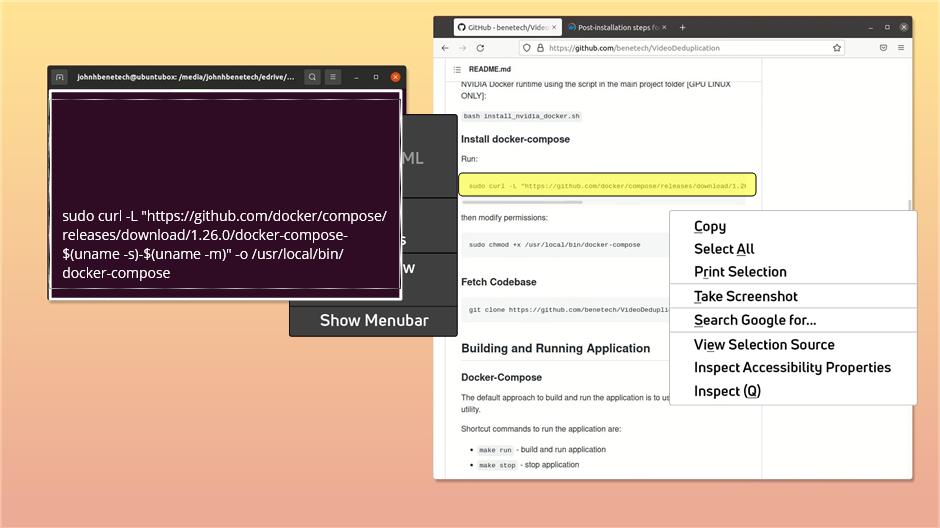 johnhbenetech@ubuntubox: /media/johnhbenetech/edrive/...
sudo curl -L "https://github.com/docker/compose/
releases/download/1.26.0/docker-compose-
$(uname -s)-$(uname -m)" -o /usr/local/bin/
docker-compose
ML
s
w
Show Menubar
GitHub - benetech/Video
Post-installation steps fo
https://github.com/benetech/VideoDeduplication
README.md
NVIDIA Docker runtime using the script in the main project folder [GPU LINUX
ONLY]:
bash install_nvidia_docker.sh
Install docker-compose
Run:
sudo curl -L "https://github.com/docker/compose/releases/download/1.26
then modify permissions:
sudo chmod +x /usr/local/bin/docker-compose
Fetch Codebase
git clone https://github.com/benetech/VideoDedupli
Building and Running Application
Docker-Compose
The default approach to build and run the application is to us
utility.
Shortcut commands to run the application are:
• make run - build and run application
• make stop - stop application
Copy
Select All
Print Selection
Take Screenshot
Search Google for...
View Selection Source
Inspect Accessibility Properties
Inspect (Q)